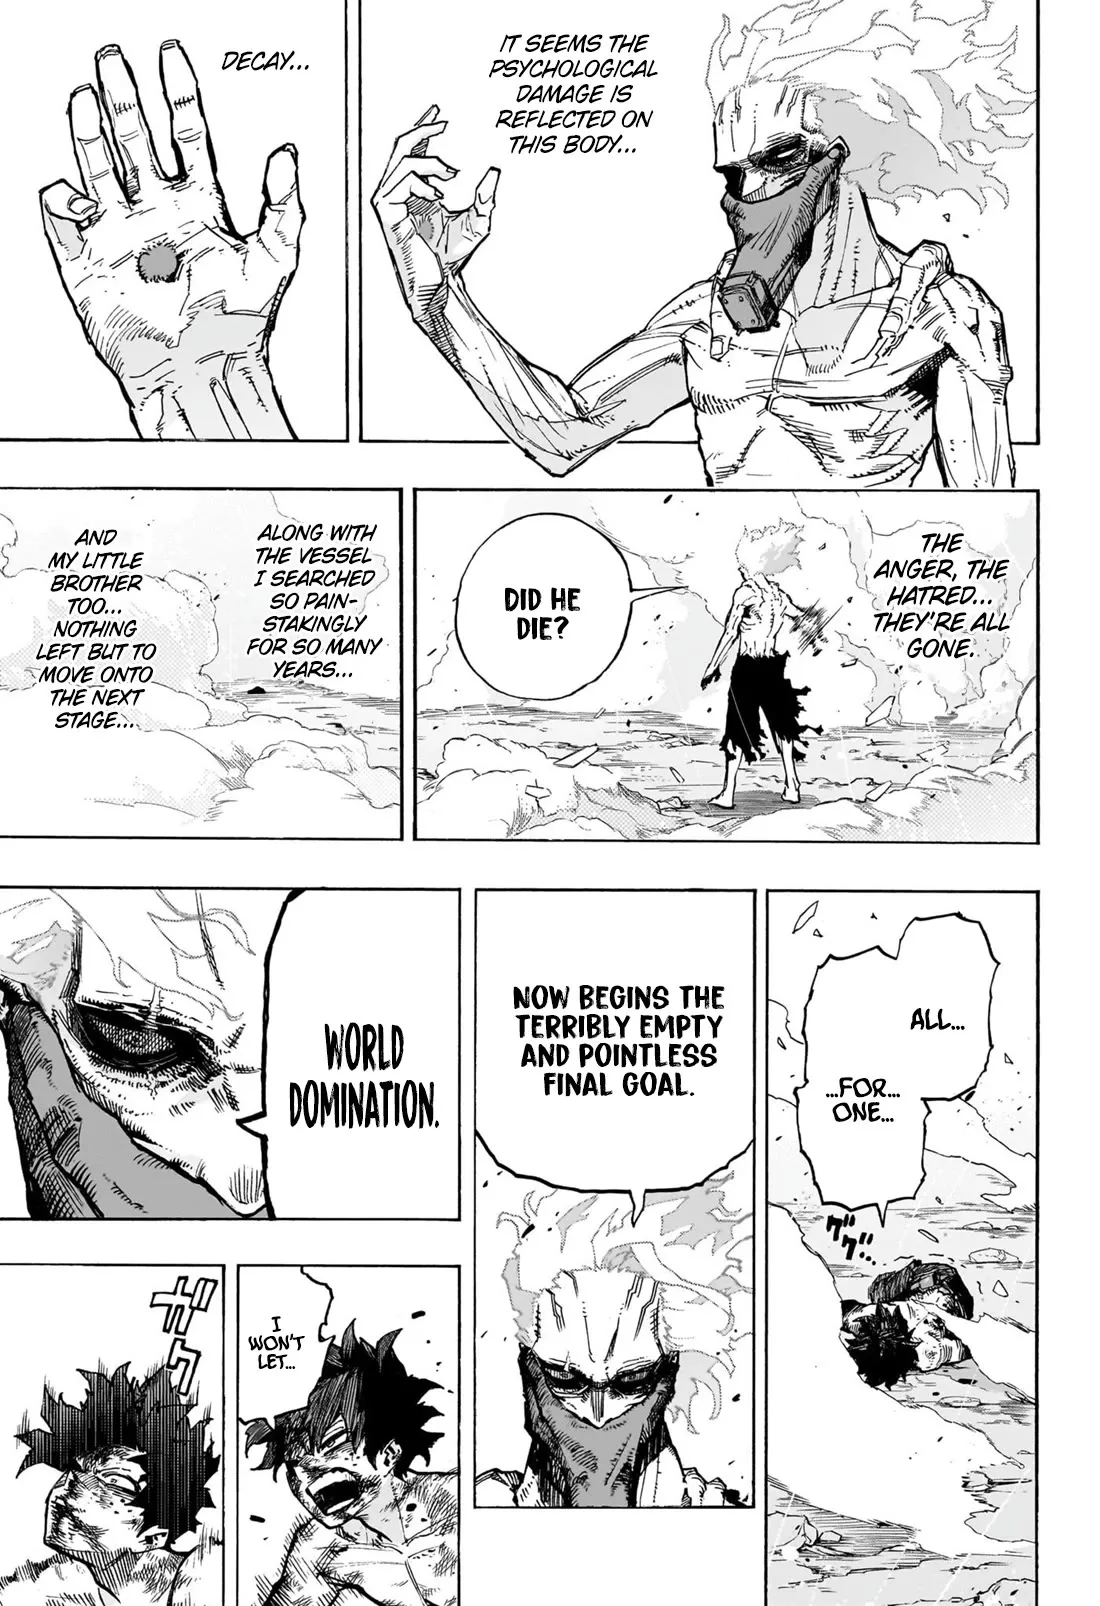 IT SEEMS THE
PSYCHOLOGICAL
DAMAGE IS
REFLECTED ON
THIS BODY...
DECAY...
THE
ANGER, THE
HATRED...
THEY'RE ALL
GONE.
DID HE
DIE?
ALONG WITH
THE VESSEL
I SEARCHED
SO PAIN-
STAKINGLY
FOR SO MANY
YEARS...
AND
MY LITTLE
BROTHER
TOO...
NOTHING
LEFT BUT TO
MOVE ONTO
THE NEXT
STAGE...
ALL...
...FOR...
ONE...
グググ..
NOW BEGINS THE
TERRIBLY EMPTY
AND POINTLESS
FINAL GOAL.
WORLD
DOMINATION.
I
WON'T
LET...